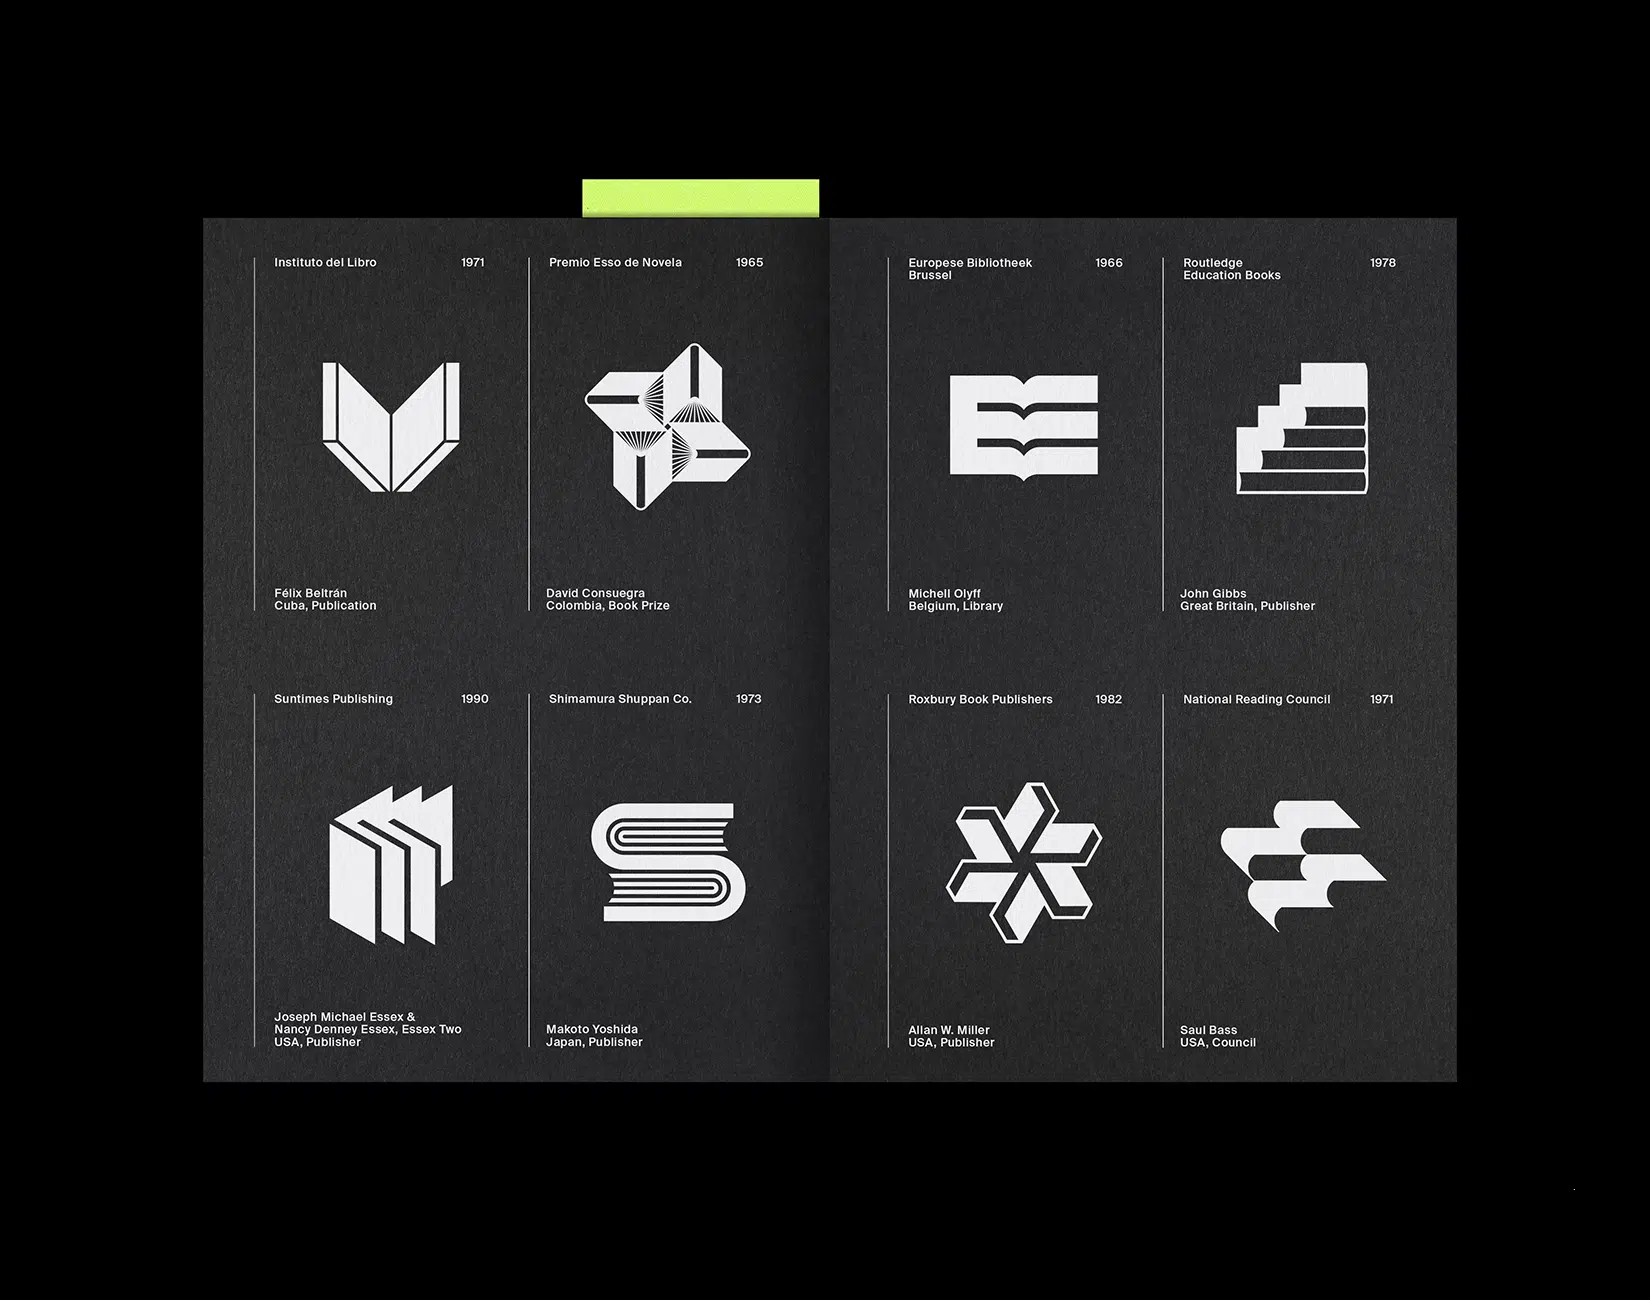 Instituto del Libro 1971
Félix Beltrán
Cuba, Publication
Premio Esso de Novela 1965
David Consuegra
Colombia, Book Prize
Europese Bibliotheek 1966
Brussel
Michell Olyff
Belgium, Library
Routledge 1978
Education Books
John Gibbs
Great Britain, Publisher
Suntimes Publishing 1990
Joseph Michael Essex &
Nancy Denney Essex, Essex Two
USA, Publisher
Shimamura Shuppan Co. 1973
Makoto Yoshida
Japan, Publisher
Roxbury Book Publishers 1982
Allan W. Miller
USA, Publisher
National Reading Council 1971
Saul Bass
USA, Council